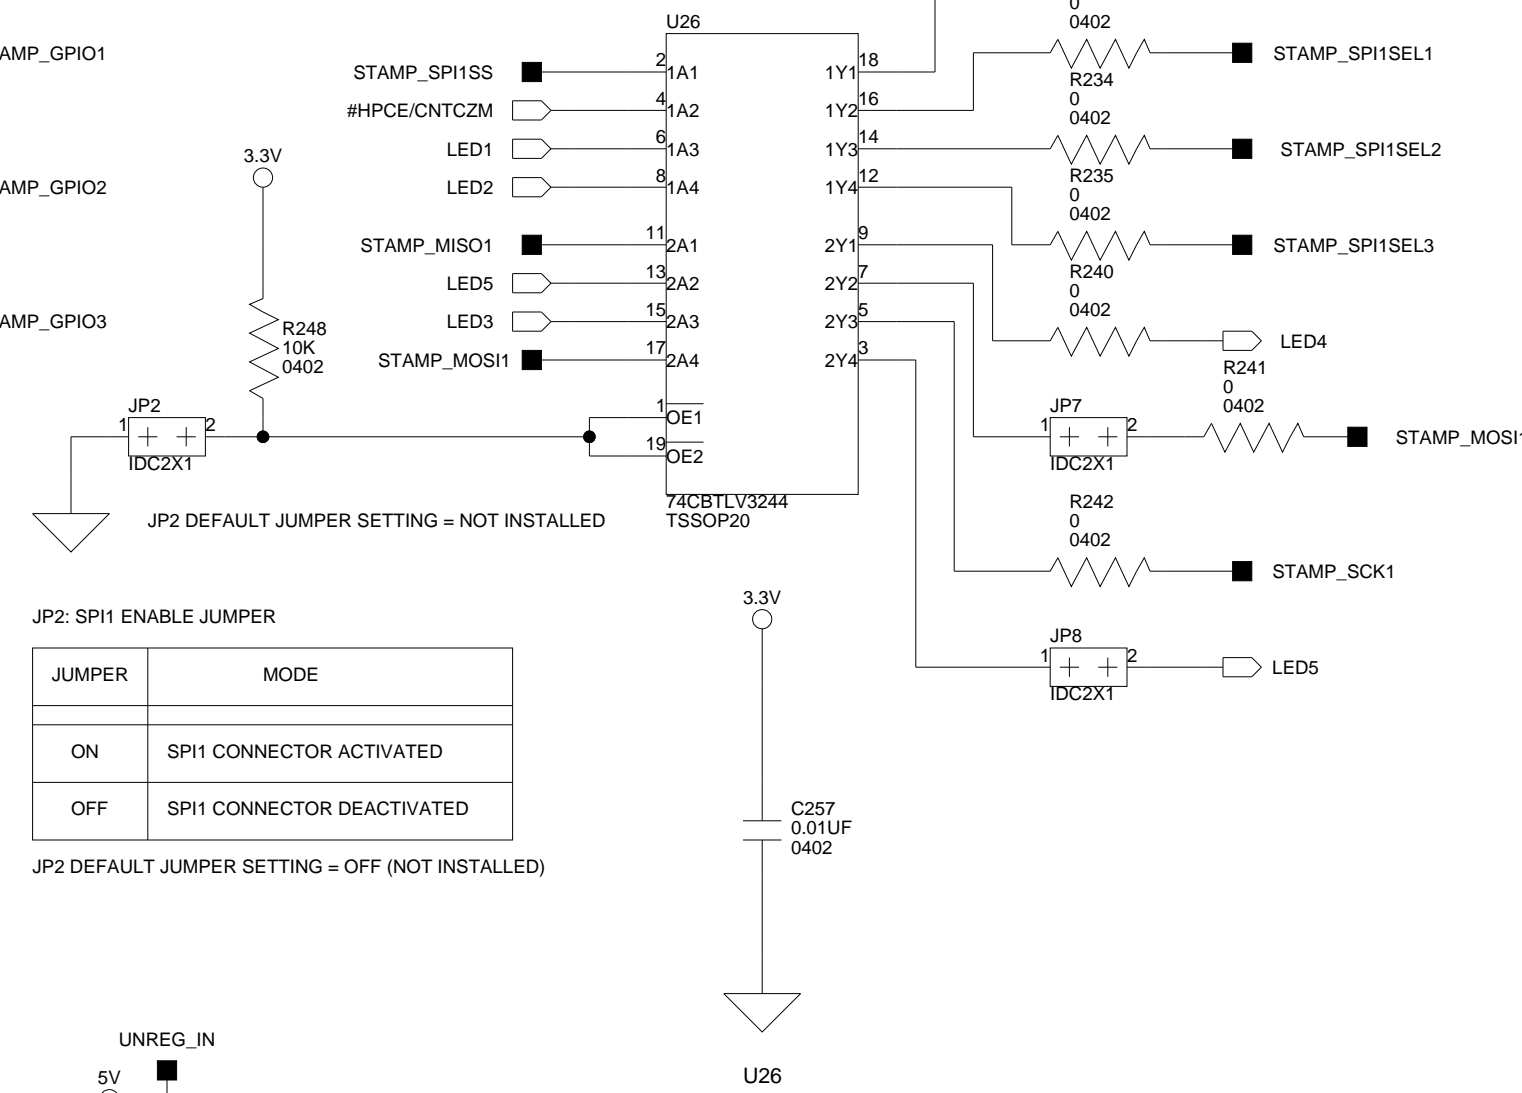 0
0402
U26
AMP_GPIO1
STAMP_SPI1SS
2
1A1
1Y1
18
STAMP_SPI1SEL1
R234
0
0402
#HPCE/CNTCZM
4
1A2
1Y2
16
LED1
6
1A3
1Y3
14
STAMP_SPI1SEL2
R235
0
0402
3.3V
AMP_GPIO2
LED2
8
1A4
1Y4
12
STAMP_MISO1
11
2A1
2Y1
9
STAMP_SPI1SEL3
R240
0
0402
LED5
13
2A2
2Y2
7
AMP_GPIO3
R248
10K
0402
LED3
15
2A3
2Y3
5
LED4
R241
0
0402
STAMP_MOSI1
17
2A4
2Y4
3
JP2
1
2
IDC2X1
1
OE1
19
OE2
JP7
1
2
IDC2X1
STAMP_MOSI1
74CBTLV3244
TSSOP20
JP2 DEFAULT JUMPER SETTING = NOT INSTALLED
R242
0
0402
STAMP_SCK1
3.3V
JP2: SPI1 ENABLE JUMPER
JP8
1
2
IDC2X1
LED5
JUMPER MODE
ON SPI1 CONNECTOR ACTIVATED
OFF SPI1 CONNECTOR DEACTIVATED
JP2 DEFAULT JUMPER SETTING = OFF (NOT INSTALLED)
C257
0.01UF
0402
UNREG_IN
5V
U26